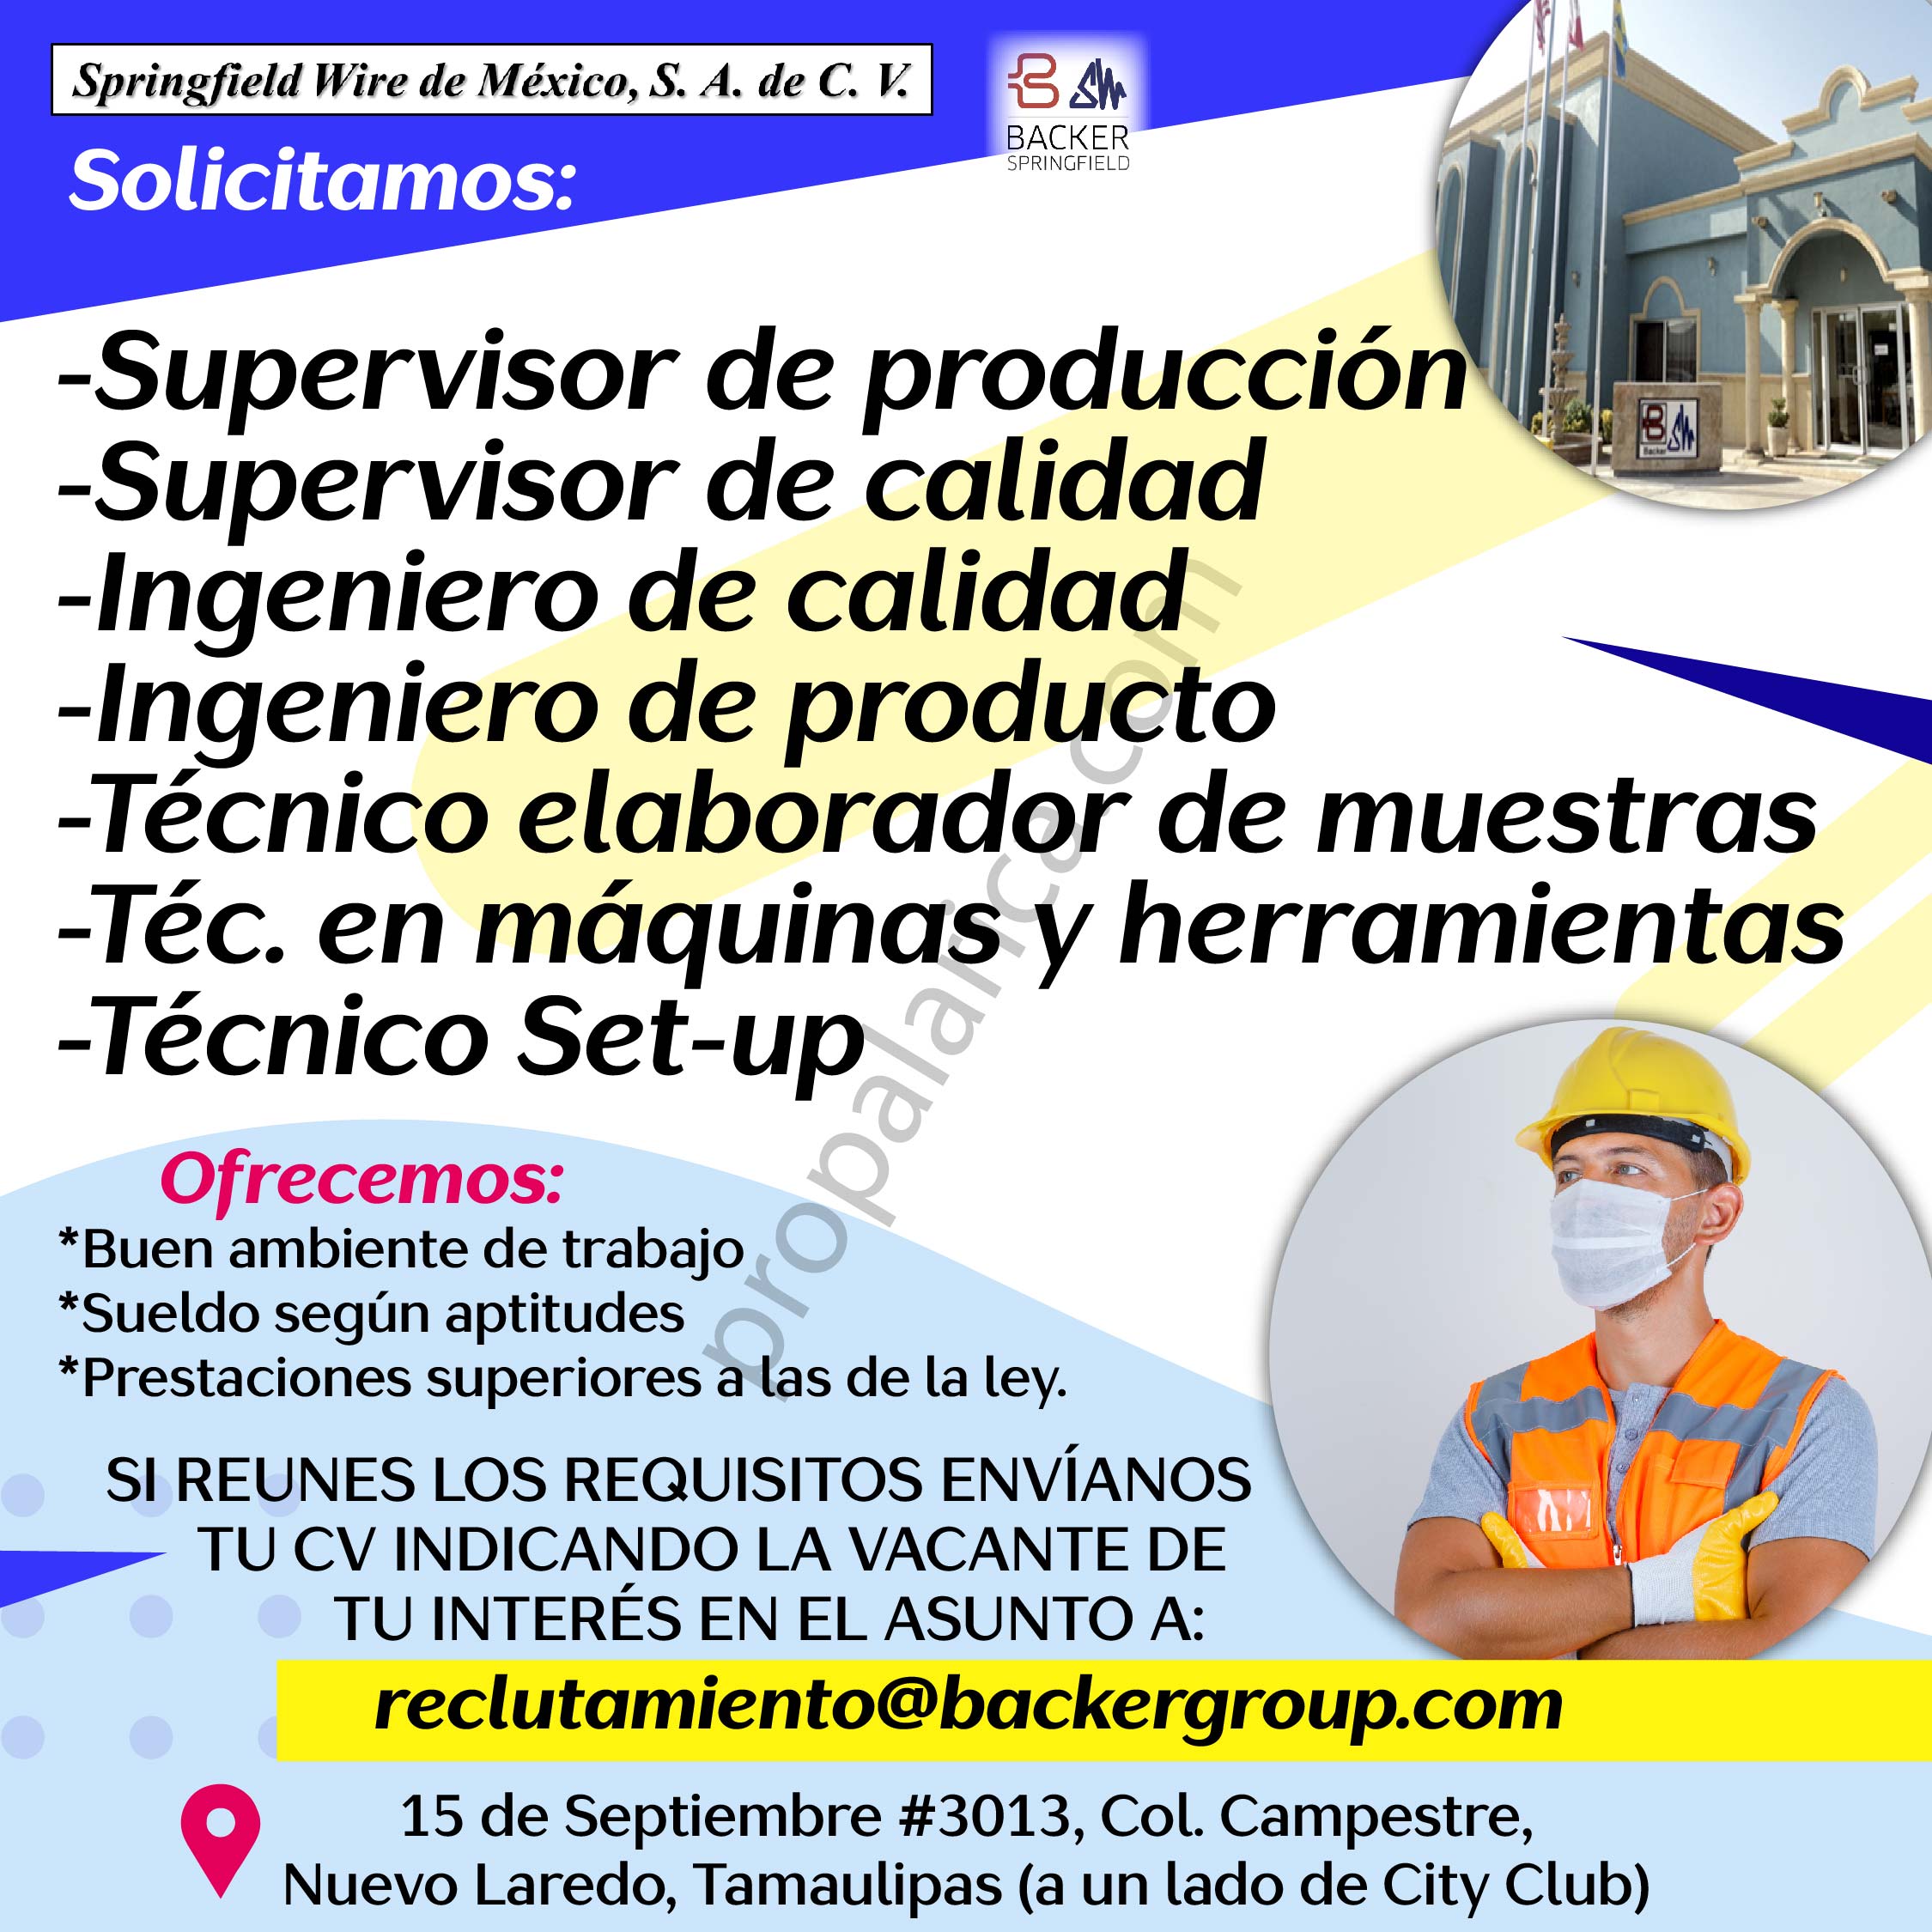 Springfield Wire de México, S. A. de C. V.
BACKER
SPRINGFIELD
Solicitamos:
Backer
-Supervisor de producción
-Supervisor de calidad
-Ingeniero de calidad
-Ingeniero de producto
-Técnico elaborador de muestras
-Téc. en máquinas y herramientas
-Técnico Set-up
propalarica.com
Ofrecemos:
*Buen ambiente de trabajo
*Sueldo según aptitudes
*Prestaciones superiores a las de la ley.
SI REUNES LOS REQUISITOS ENVÍANOS
TU CV INDICANDO LA VACANTE DE
TU INTERÉS EN EL ASUNTO A:
reclutamiento@backergroup.com
15 de Septiembre #3013, Col. Campestre,
Nuevo Laredo, Tamaulipas (a un lado de City Club)